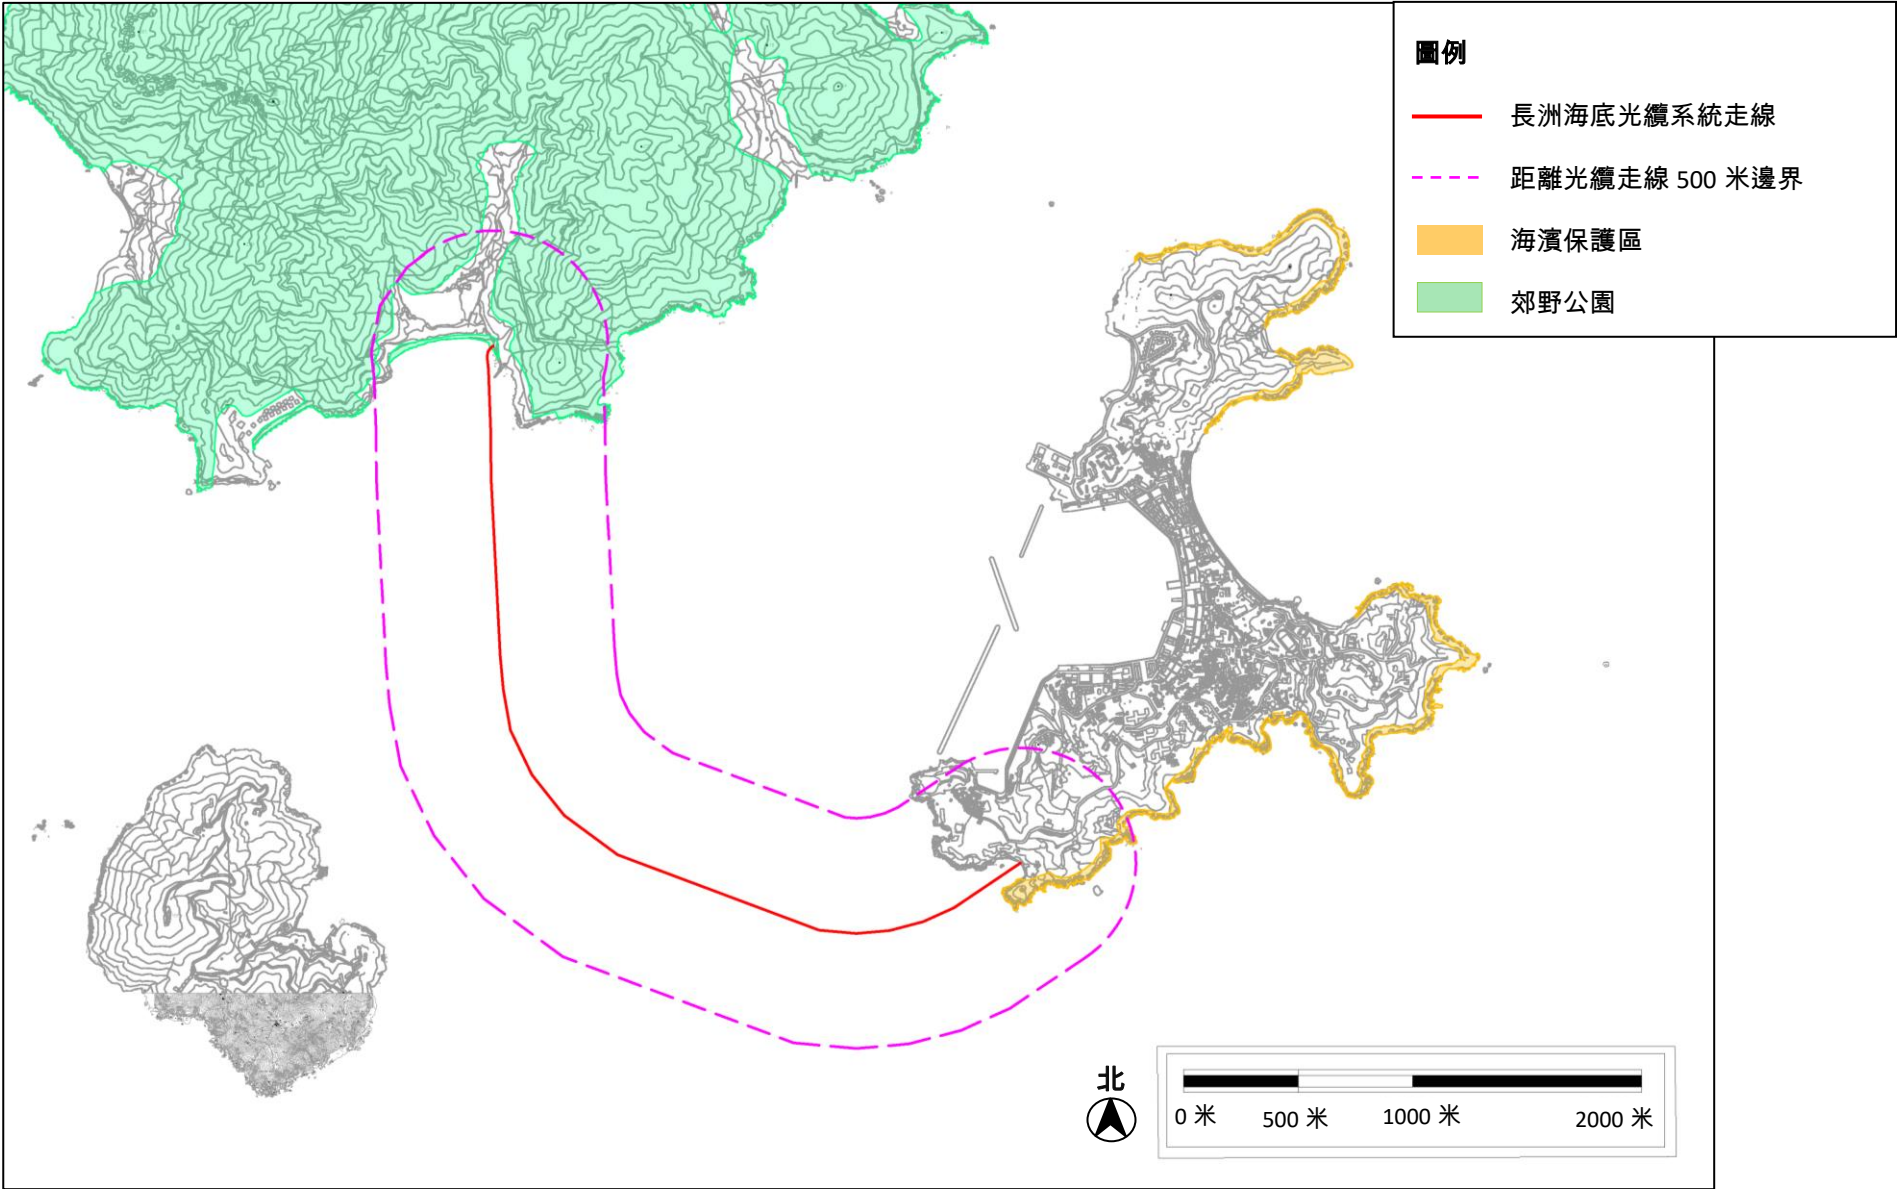 圖例
長洲海底光纜系統走線
距離光纜走線 500 米邊界
海濱保護區
郊野公園
北
0 米 500 米 1000 米 2000 米